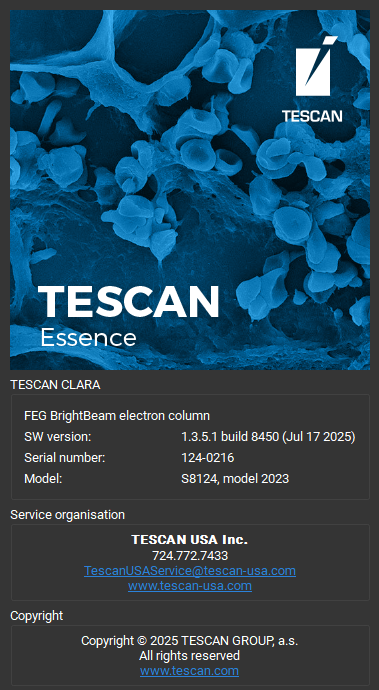 TESCAN
TESCAN
Essence
TESCAN CLARA
FEG BrightBeam electron column
SW version: 1.3.5.1 build 8450 (Jul 17 2025)
Serial number: 124-0216
Model: S8124, model 2023
Service organisation
TESCAN USA Inc.
724.772.7433
TescanUSAService@tescan-usa.com
www.tescan-usa.com
Copyright
Copyright © 2025 TESCAN GROUP, a.s.
All rights reserved
www.tescan.com